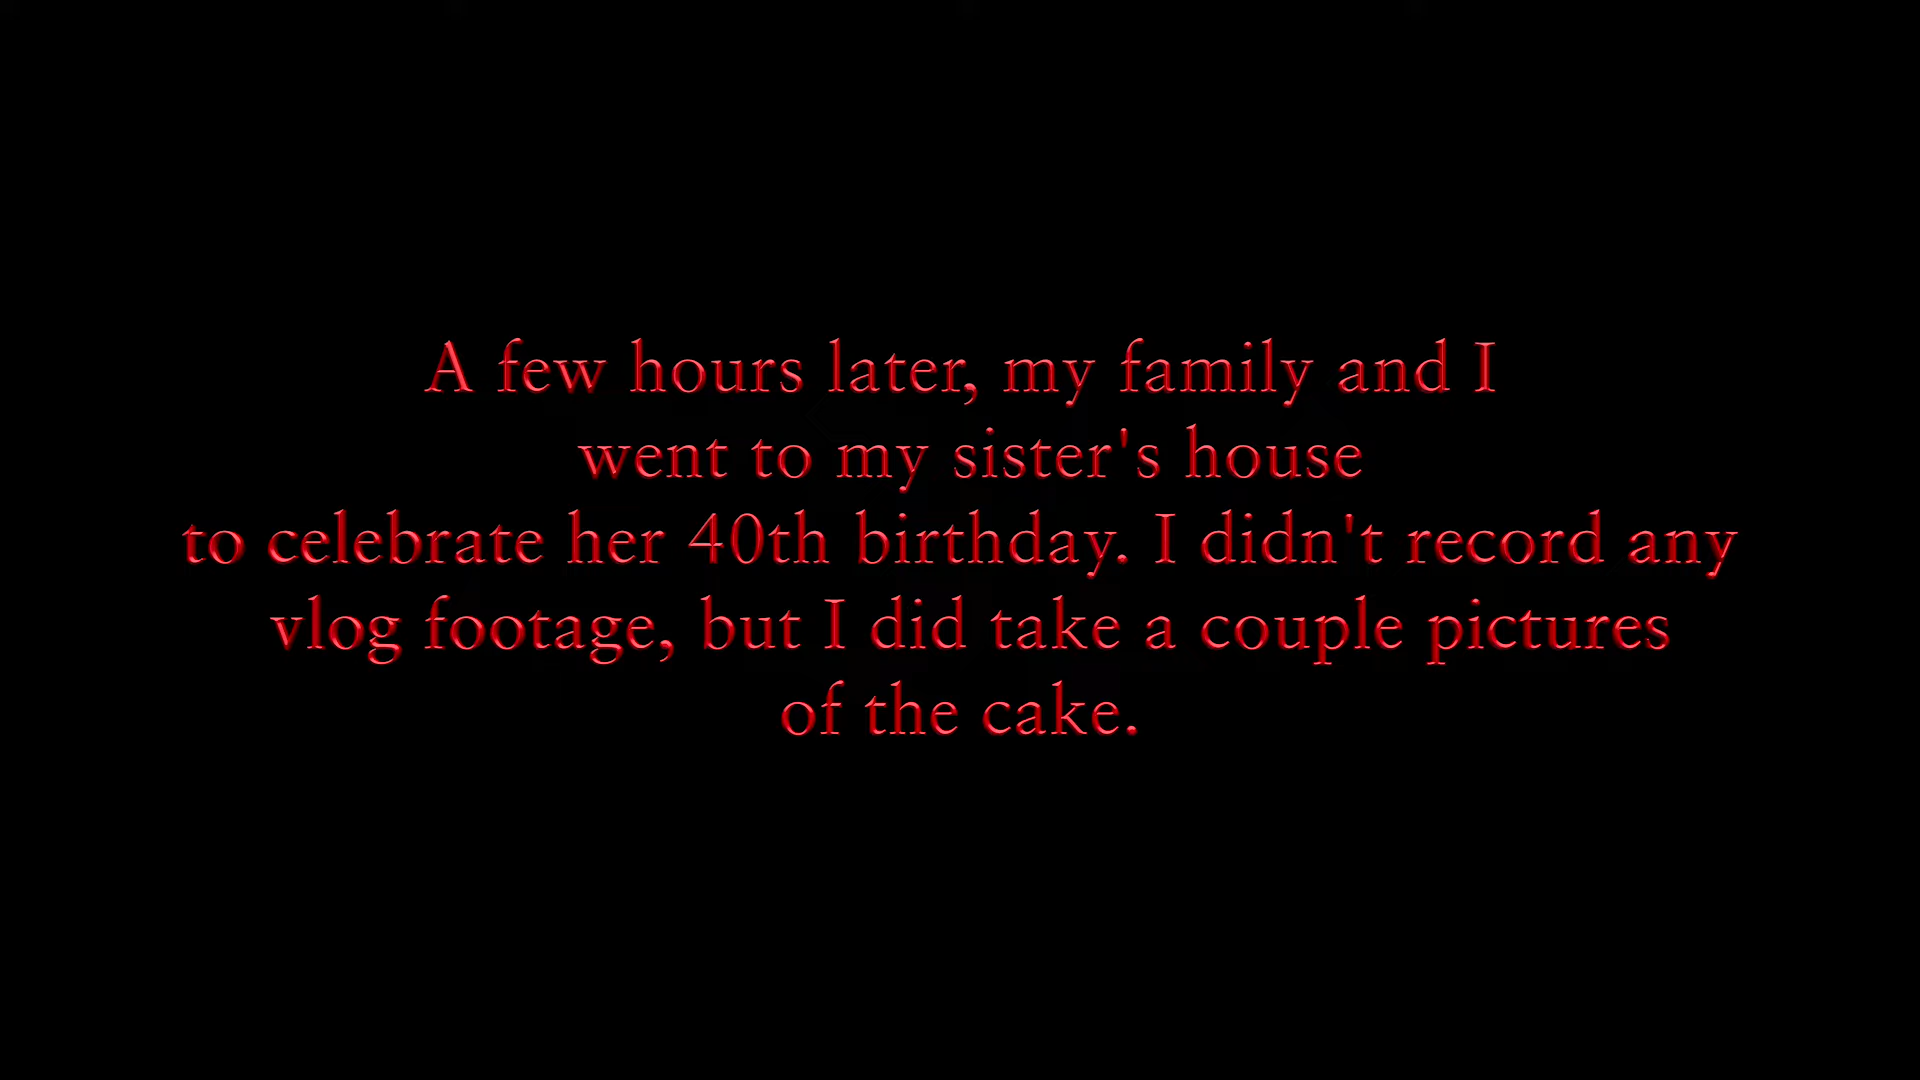 A few hours later, my family and I
went to my sister's house
to celebrate her 40th birthday. I didn't record any
vlog footage, but I did take a couple pictures
of the cake.